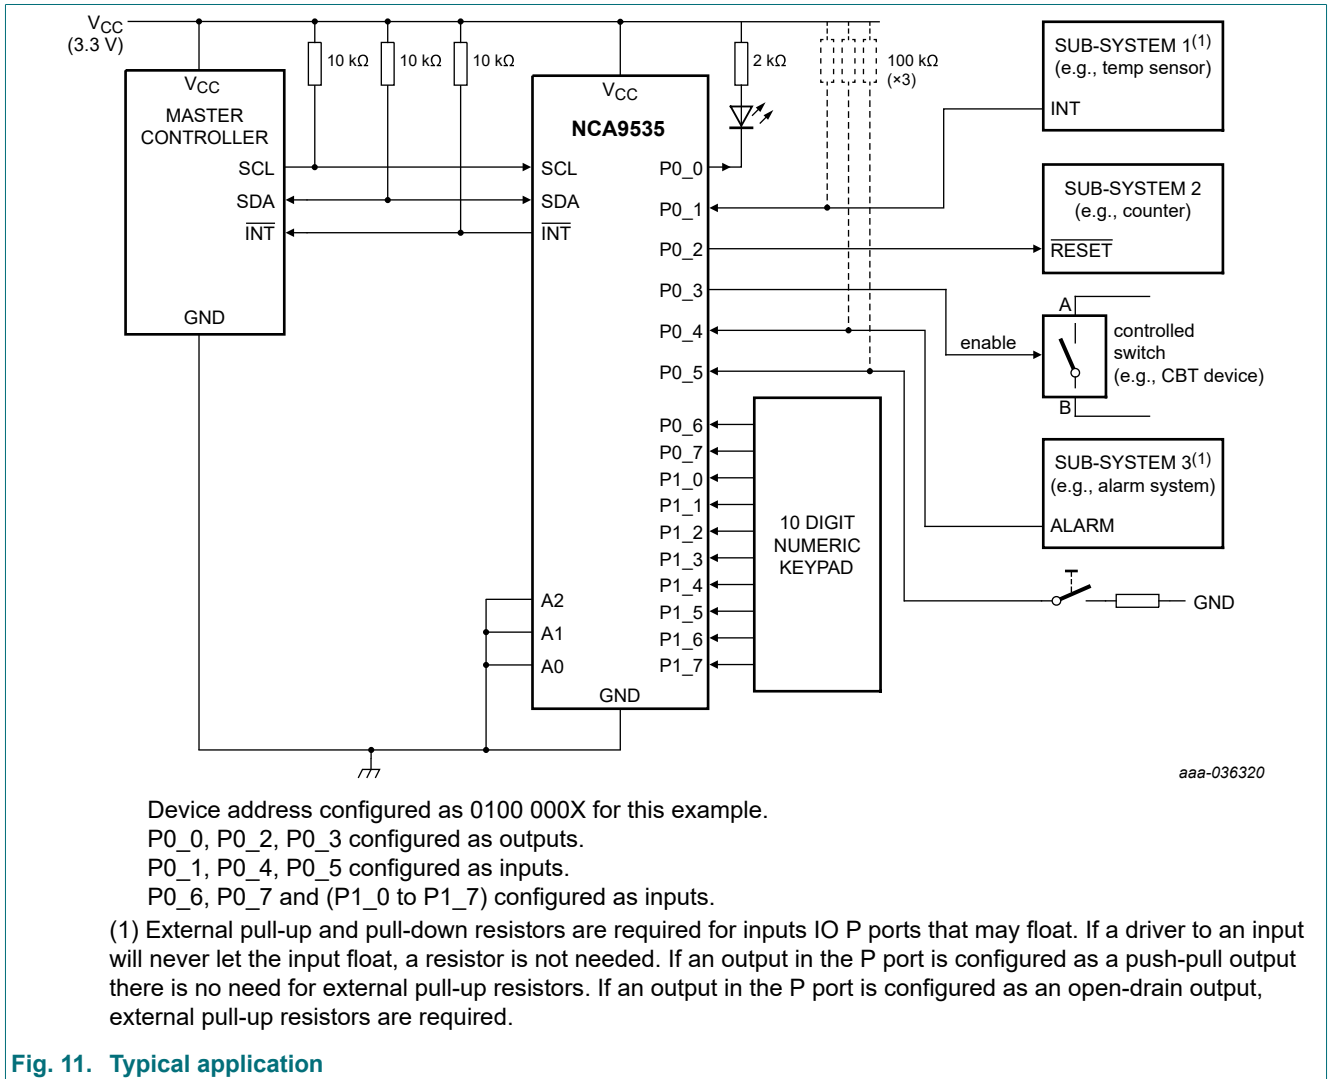 VCC
(3.3 V)
10 kΩ
10 kΩ
10 kΩ
2 kΩ
100 kΩ
(×3)
VCC
MASTER
CONTROLLER
SCL
SDA
INT
GND
VCC
NCA9535
SCL
SDA
INT
A2
A1
A0
GND
P0_0
P0_1
P0_2
P0_3
P0_4
P0_5
P0_6
P0_7
P1_0
P1_1
P1_2
P1_3
P1_4
P1_5
P1_6
P1_7
10 DIGIT
NUMERIC
KEYPAD
SUB-SYSTEM 1(1)
(e.g., temp sensor)
INT
SUB-SYSTEM 2
(e.g., counter)
RESET
A
enable
controlled
switch
(e.g., CBT device)
B
SUB-SYSTEM 3(1)
(e.g., alarm system)
ALARM
GND
aaa-036320
Device address configured as 0100 000X for this example.
P0_0, P0_2, P0_3 configured as outputs.
P0_1, P0_4, P0_5 configured as inputs.
P0_6, P0_7 and (P1_0 to P1_7) configured as inputs.
(1) External pull-up and pull-down resistors are required for inputs IO P ports that may float. If a driver to an input
will never let the input float, a resistor is not needed. If an output in the P port is configured as a push-pull output
there is no need for external pull-up resistors. If an output in the P port is configured as an open-drain output,
external pull-up resistors are required.
Fig. 11. Typical application